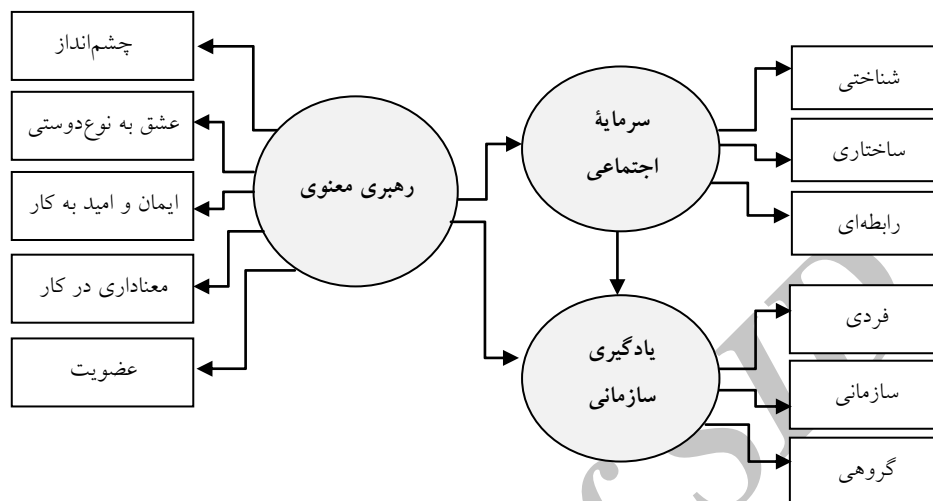 چشم‌انداز
عشق به نوع‌دوستی
ایمان و امید به کار
معناداری در کار
عضویت
رهبری معنوی
سرمایۀ
اجتماعی
شناختی
ساختاری
رابطه‌ای
یادگیری
سازمانی
فردی
سازمانی
گروهی